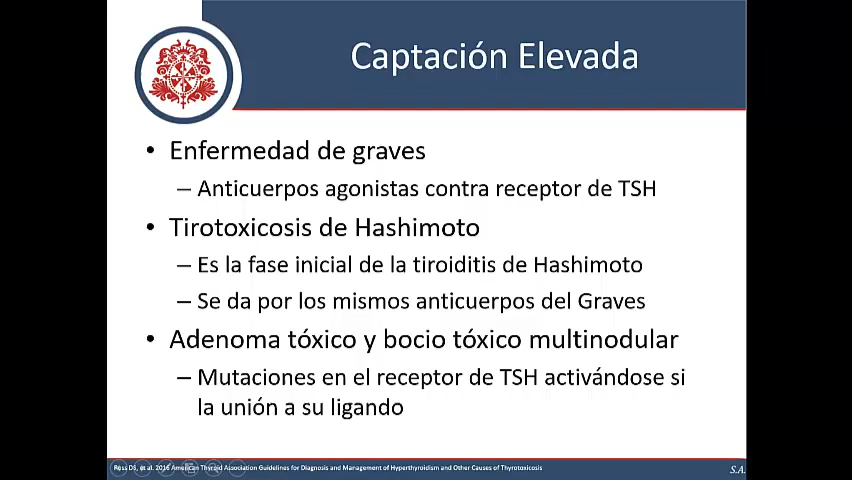 Captación Elevada
• Enfermedad de graves
– Anticuerpos agonistas contra receptor de TSH
• Tirotoxicosis de Hashimoto
– Es la fase inicial de la tiroiditis de Hashimoto
– Se da por los mismos anticuerpos del Graves
• Adenoma tóxico y bocio tóxico multinodular
– Mutaciones en el receptor de TSH activándose si
la unión a su ligando
Ross DS, et al. 2016 American Thyroid Association Guidelines for Diagnosis and Management of Hyperthyroidism and Other Causes of Thyrotoxicosis
S.A.